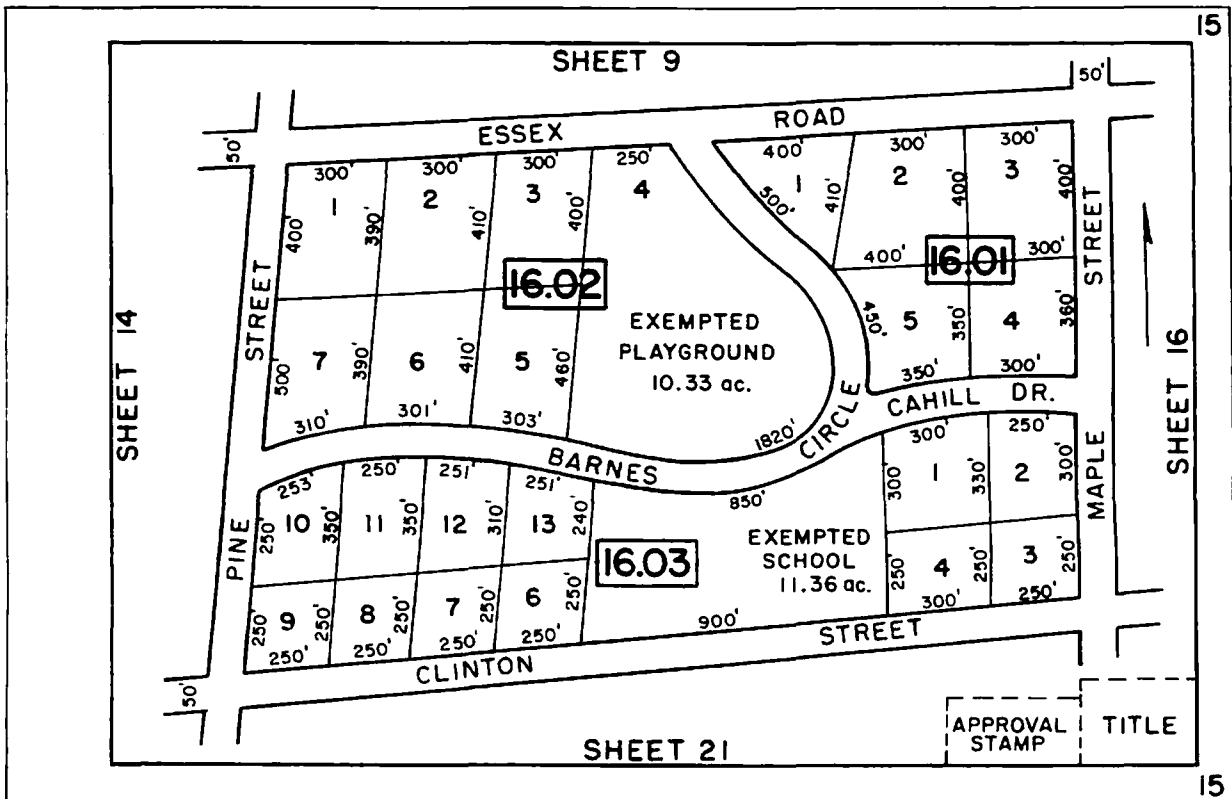 15
SHEET 9
50'
ESSEX ROAD
50'
300' 300' 300' 250'
400' 300' 300'
1 2 3 4
1 2 3
400' 390' 410' 400'
500' 410' 400' 400'
16.02
400' 16.01 300'
STREET
STREET
EXEMPTED
PLAYGROUND
10.33 ac.
7 6 5
500' 390' 410' 460'
450' 5 350' 4 360'
310' 301' 303'
350' 300'
SHEET 14
SHEET 16
1820'
CIRCLE
CAHILL DR.
BARNES
850'
253' 250' 251' 251'
300' 250'
10 11 12 13
250' 350' 350' 310' 240'
1 2
300' 330' 300'
PINE
MAPLE
16.03
EXEMPTED
SCHOOL
11.36 ac.
9 8 7 6
250' 250' 250' 250' 250'
4 3
250' 250' 250'
250' 250' 250' 250'
900'
300' 250'
CLINTON STREET
50'
APPROVAL
STAMP
TITLE
SHEET 21
15